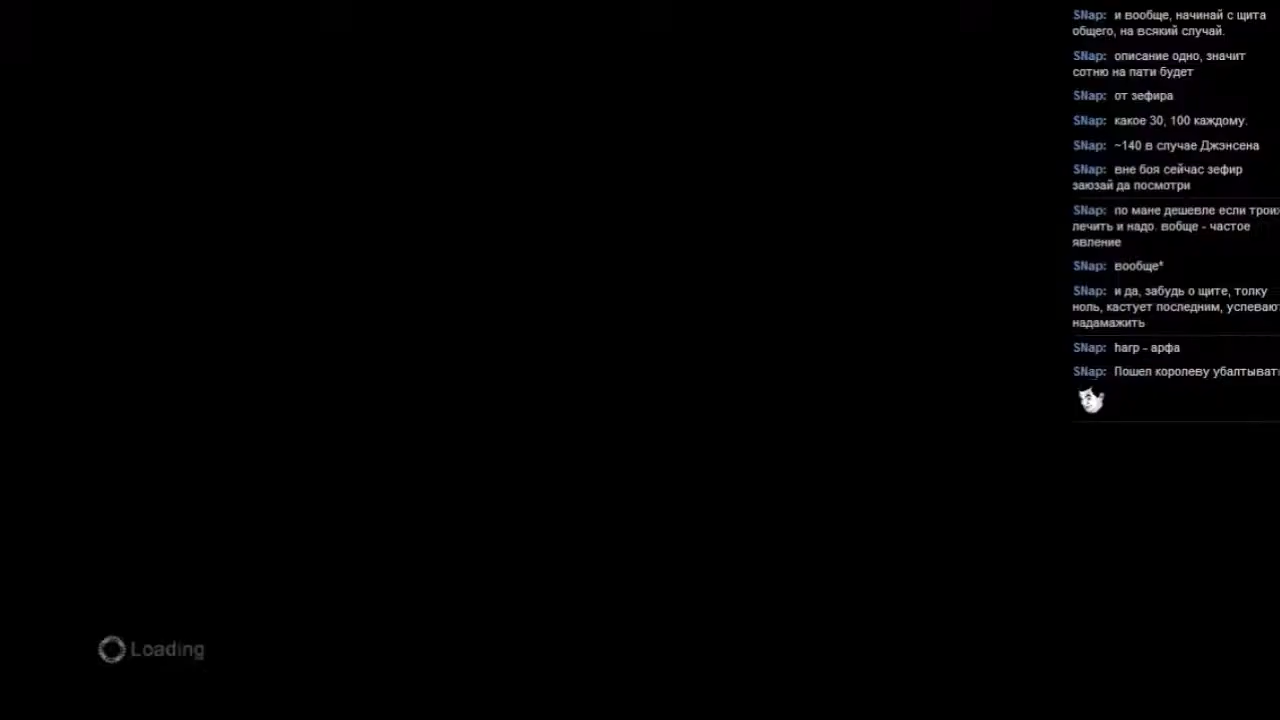 SNap: и вообще, начинай с щита
общего, на всякий случай.
SNap: описание одно, значит
сотню на пати будет
SNap: от зефира
SNap: какое 30, 100 каждому.
SNap: ~140 в случае Джэнсена
SNap: вне боя сейчас зефир
заюзай да посмотри
SNap: по мане дешевле если троих
лечить и надо. вобще - частое
явление
SNap: вообще*
SNap: и да, забудь о щите, толку
ноль, кастует последним, успевают
надамажить
SNap: harp - арфа
SNap: Пошел королеву убалтывать
Loading